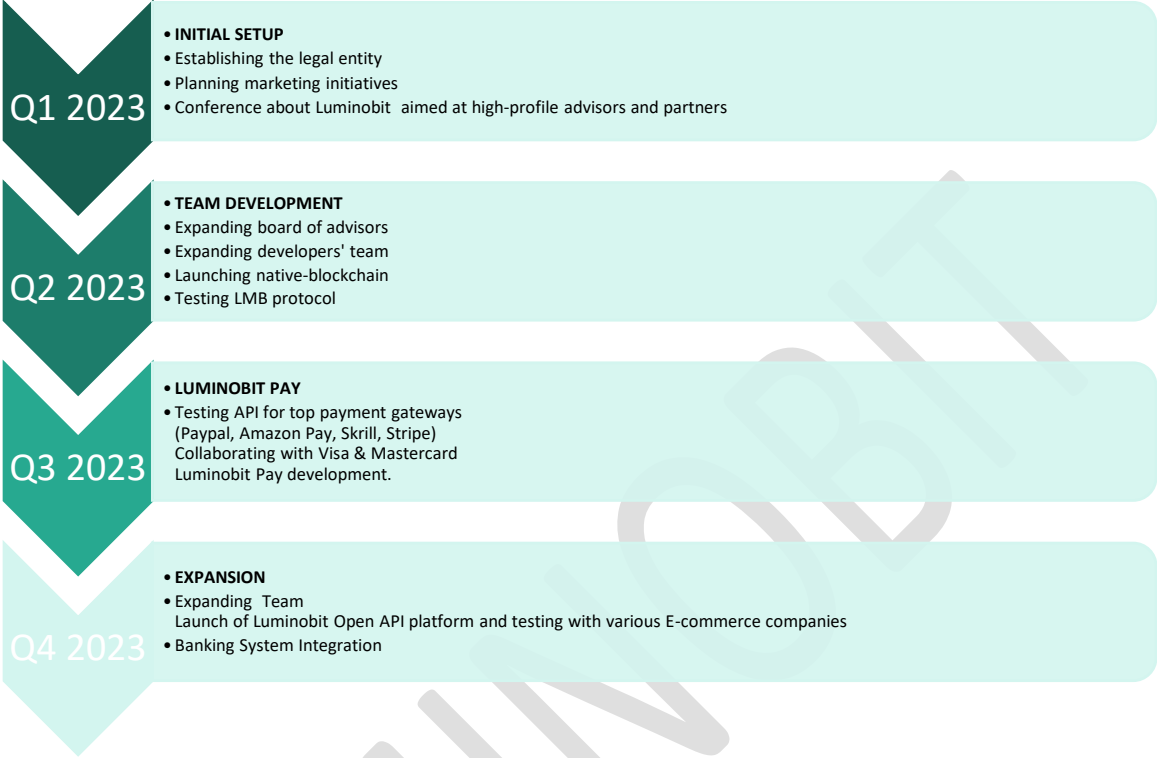 Q1 2023
• INITIAL SETUP
• Establishing the legal entity
• Planning marketing initiatives
• Conference about Luminobit aimed at high-profile advisors and partners
Q2 2023
• TEAM DEVELOPMENT
• Expanding board of advisors
• Expanding developers' team
• Launching native-blockchain
• Testing LMB protocol
Q3 2023
• LUMINOBIT PAY
• Testing API for top payment gateways
(Paypal, Amazon Pay, Skrill, Stripe)
Collaborating with Visa & Mastercard
Luminobit Pay development.
Q4 2023
• EXPANSION
• Expanding Team
Launch of Luminobit Open API platform and testing with various E-commerce companies
• Banking System Integration